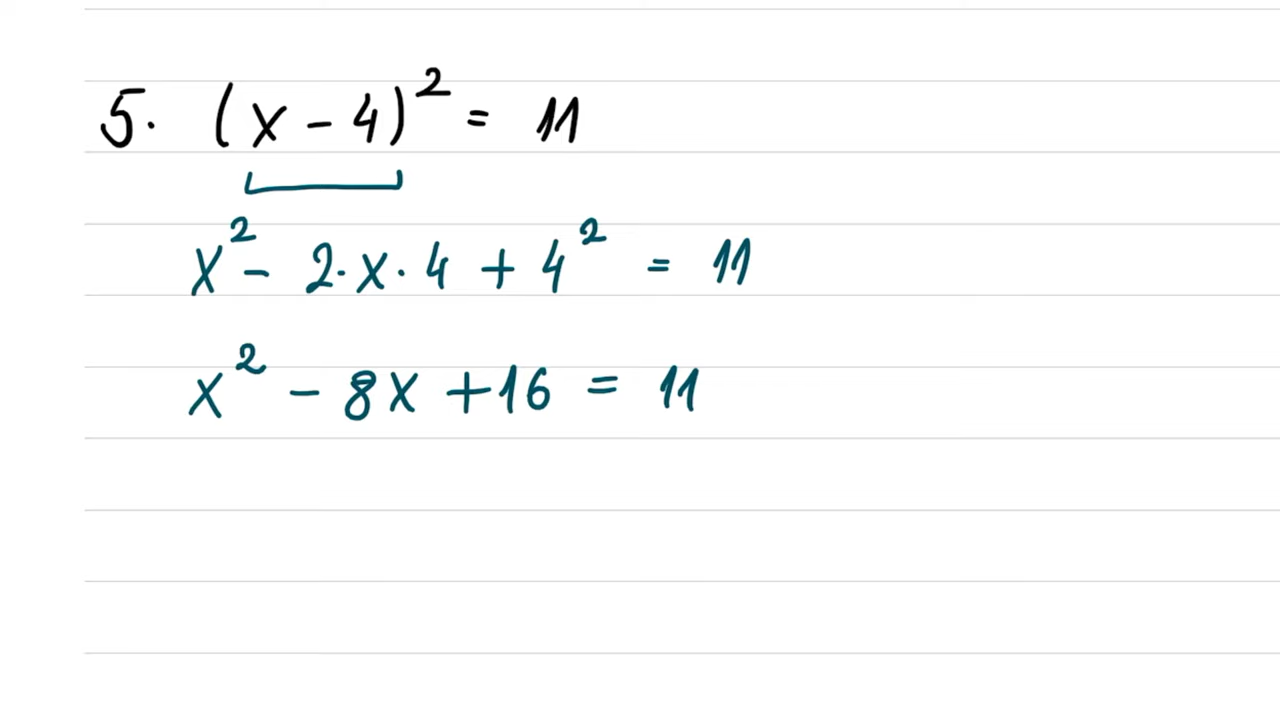 5. (x - 4)² = 11
x² - 2·x·4 + 4² = 11
x² - 8x + 16 = 11